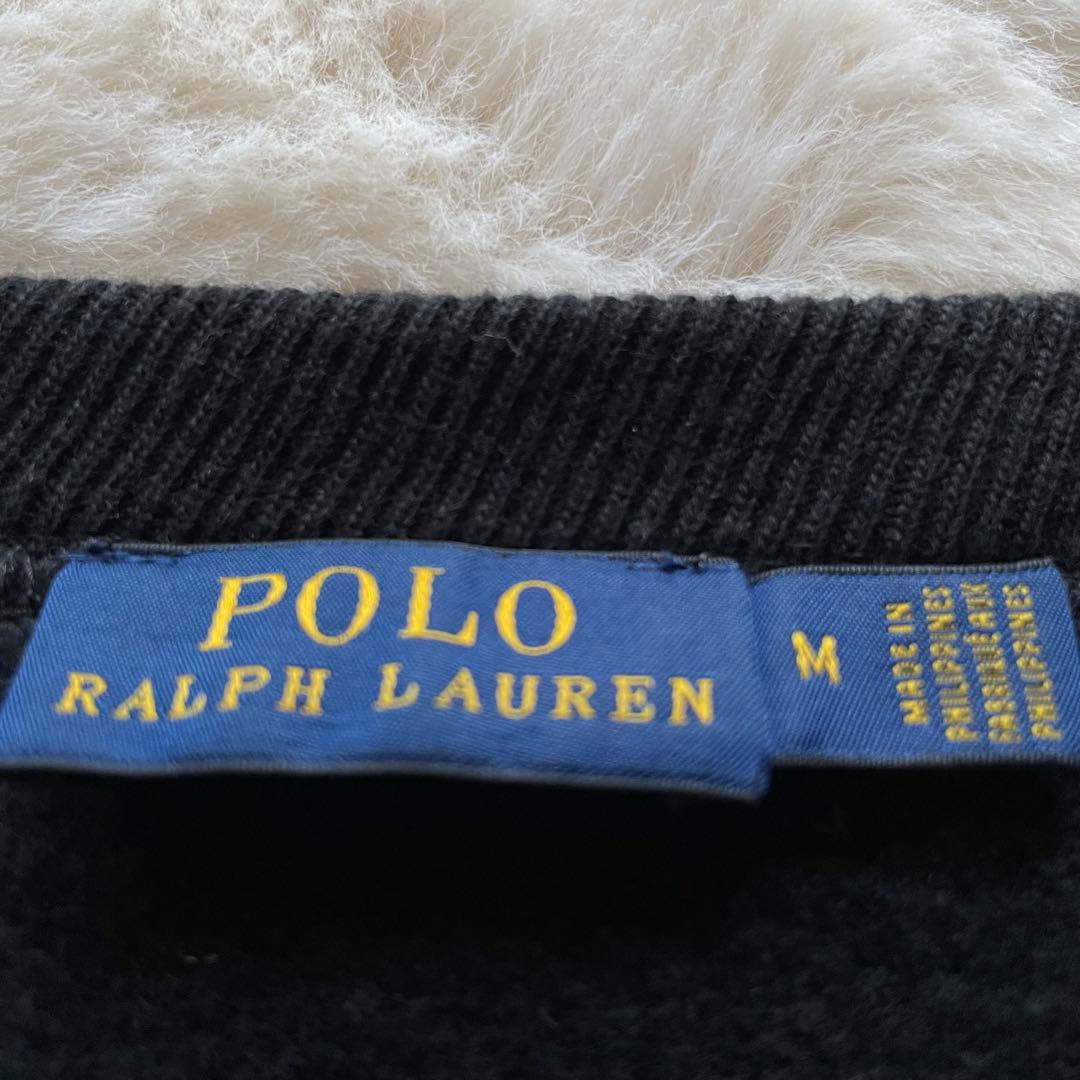 POLO
RALPH LAUREN
M
MADE IN
PHILIPPINES
FABRIQUÉ AUX
PHILIPPINES